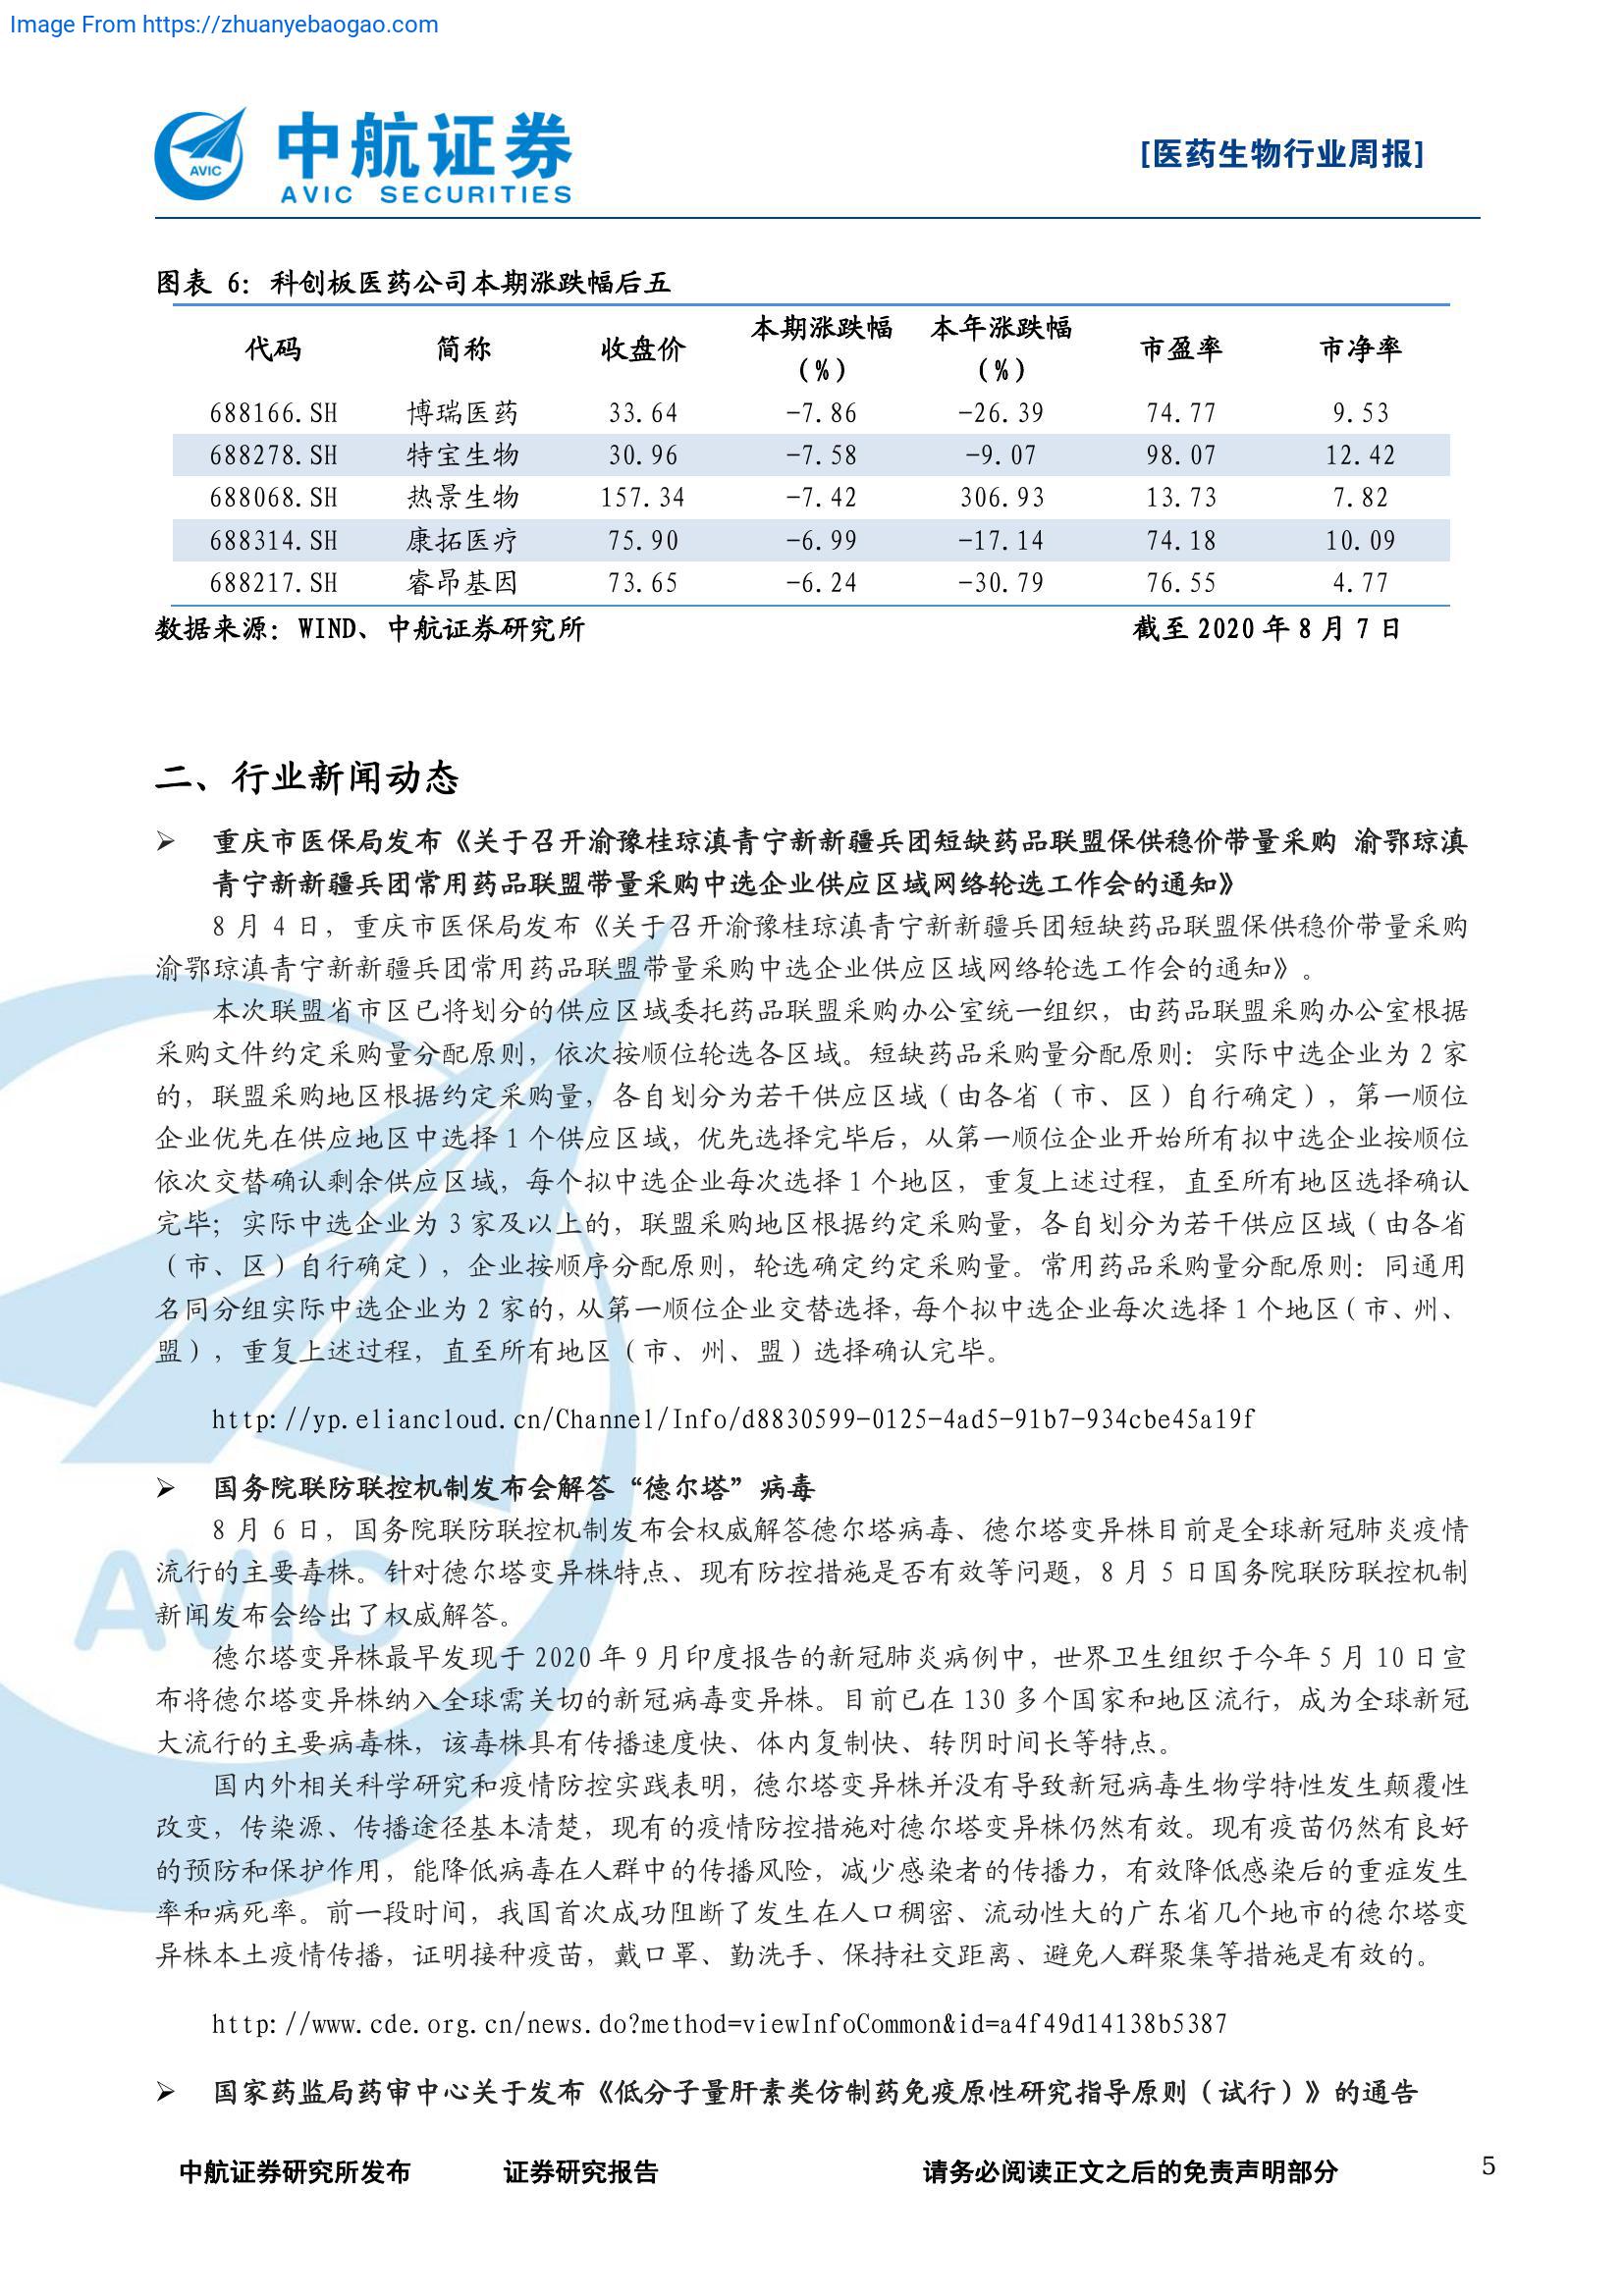 Image From https://zhuanyebaogao.com
AVIC
中航证券
AVIC SECURITIES
[医药生物行业周报]
图表 6：科创板医药公司本期涨跌幅后五
代码 简称 收盘价 本期涨跌幅（%） 本年涨跌幅（%） 市盈率 市净率
688166.SH 博瑞医药 33.64 -7.86 -26.39 74.77 9.53
688278.SH 特宝生物 30.96 -7.58 -9.07 98.07 12.42
688068.SH 热景生物 157.34 -7.42 306.93 13.73 7.82
688314.SH 康拓医疗 75.90 -6.99 -17.14 74.18 10.09
688217.SH 睿昂基因 73.65 -6.24 -30.79 76.55 4.77
数据来源：WIND、中航证券研究所 截至 2020 年 8 月 7 日
二、行业新闻动态
➢ 重庆市医保局发布《关于召开渝豫桂琼滇青宁新新疆兵团短缺药品联盟保供稳价带量采购 渝鄂琼滇
青宁新新疆兵团常用药品联盟带量采购中选企业供应区域网络轮选工作会的通知》
8 月 4 日，重庆市医保局发布《关于召开渝豫桂琼滇青宁新新疆兵团短缺药品联盟保供稳价带量采购
渝鄂琼滇青宁新新疆兵团常用药品联盟带量采购中选企业供应区域网络轮选工作会的通知》。
本次联盟省市区已将划分的供应区域委托药品联盟采购办公室统一组织，由药品联盟采购办公室根据
采购文件约定采购量分配原则，依次按顺位轮选各区域。短缺药品采购量分配原则：实际中选企业为 2 家
的，联盟采购地区根据约定采购量，各自划分为若干供应区域（由各省（市、区）自行确定），第一顺位
企业优先在供应地区中选择 1 个供应区域，优先选择完毕后，从第一顺位企业开始所有拟中选企业按顺位
依次交替确认剩余供应区域，每个拟中选企业每次选择 1 个地区，重复上述过程，直至所有地区选择确认
完毕；实际中选企业为 3 家及以上的，联盟采购地区根据约定采购量，各自划分为若干供应区域（由各省
（市、区）自行确定），企业按顺序分配原则，轮选确定约定采购量。常用药品采购量分配原则：同通用
名同分组实际中选企业为 2 家的，从第一顺位企业交替选择，每个拟中选企业每次选择 1 个地区（市、州、
盟），重复上述过程，直至所有地区（市、州、盟）选择确认完毕。
http://yp.eliancloud.cn/Channel/Info/d8830599-0125-4ad5-91b7-934cbe45a19f
➢ 国务院联防联控机制发布会解答“德尔塔”病毒
8 月 6 日，国务院联防联控机制发布会权威解答德尔塔病毒、德尔塔变异株目前是全球新冠肺炎疫情
流行的主要毒株。针对德尔塔变异株特点、现有防控措施是否有效等问题，8 月 5 日国务院联防联控机制
新闻发布会给出了权威解答。
德尔塔变异株最早发现于 2020 年 9 月印度报告的新冠肺炎病例中，世界卫生组织于今年 5 月 10 日宣
布将德尔塔变异株纳入全球需关切的新冠病毒变异株。目前已在 130 多个国家和地区流行，成为全球新冠
大流行的主要病毒株，该毒株具有传播速度快、体内复制快、转阴时间长等特点。
国内外相关科学研究和疫情防控实践表明，德尔塔变异株并没有导致新冠病毒生物学特性发生颠覆性
改变，传染源、传播途径基本清楚，现有的疫情防控措施对德尔塔变异株仍然有效。现有疫苗仍然有良好
的预防和保护作用，能降低病毒在人群中的传播风险，减少感染者的传播力，有效降低感染后的重症发生
率和病死率。前一段时间，我国首次成功阻断了发生在人口稠密、流动性大的广东省几个地市的德尔塔变
异株本土疫情传播，证明接种疫苗，戴口罩、勤洗手、保持社交距离、避免人群聚集等措施是有效的。
http://www.cde.org.cn/news.do?method=viewInfoCommon&id=a4f49d14138b5387
➢ 国家药监局药审中心关于发布《低分子量肝素类仿制药免疫原性研究指导原则（试行）》的通告
中航证券研究所发布 证券研究报告 请务必阅读正文之后的免责声明部分 5